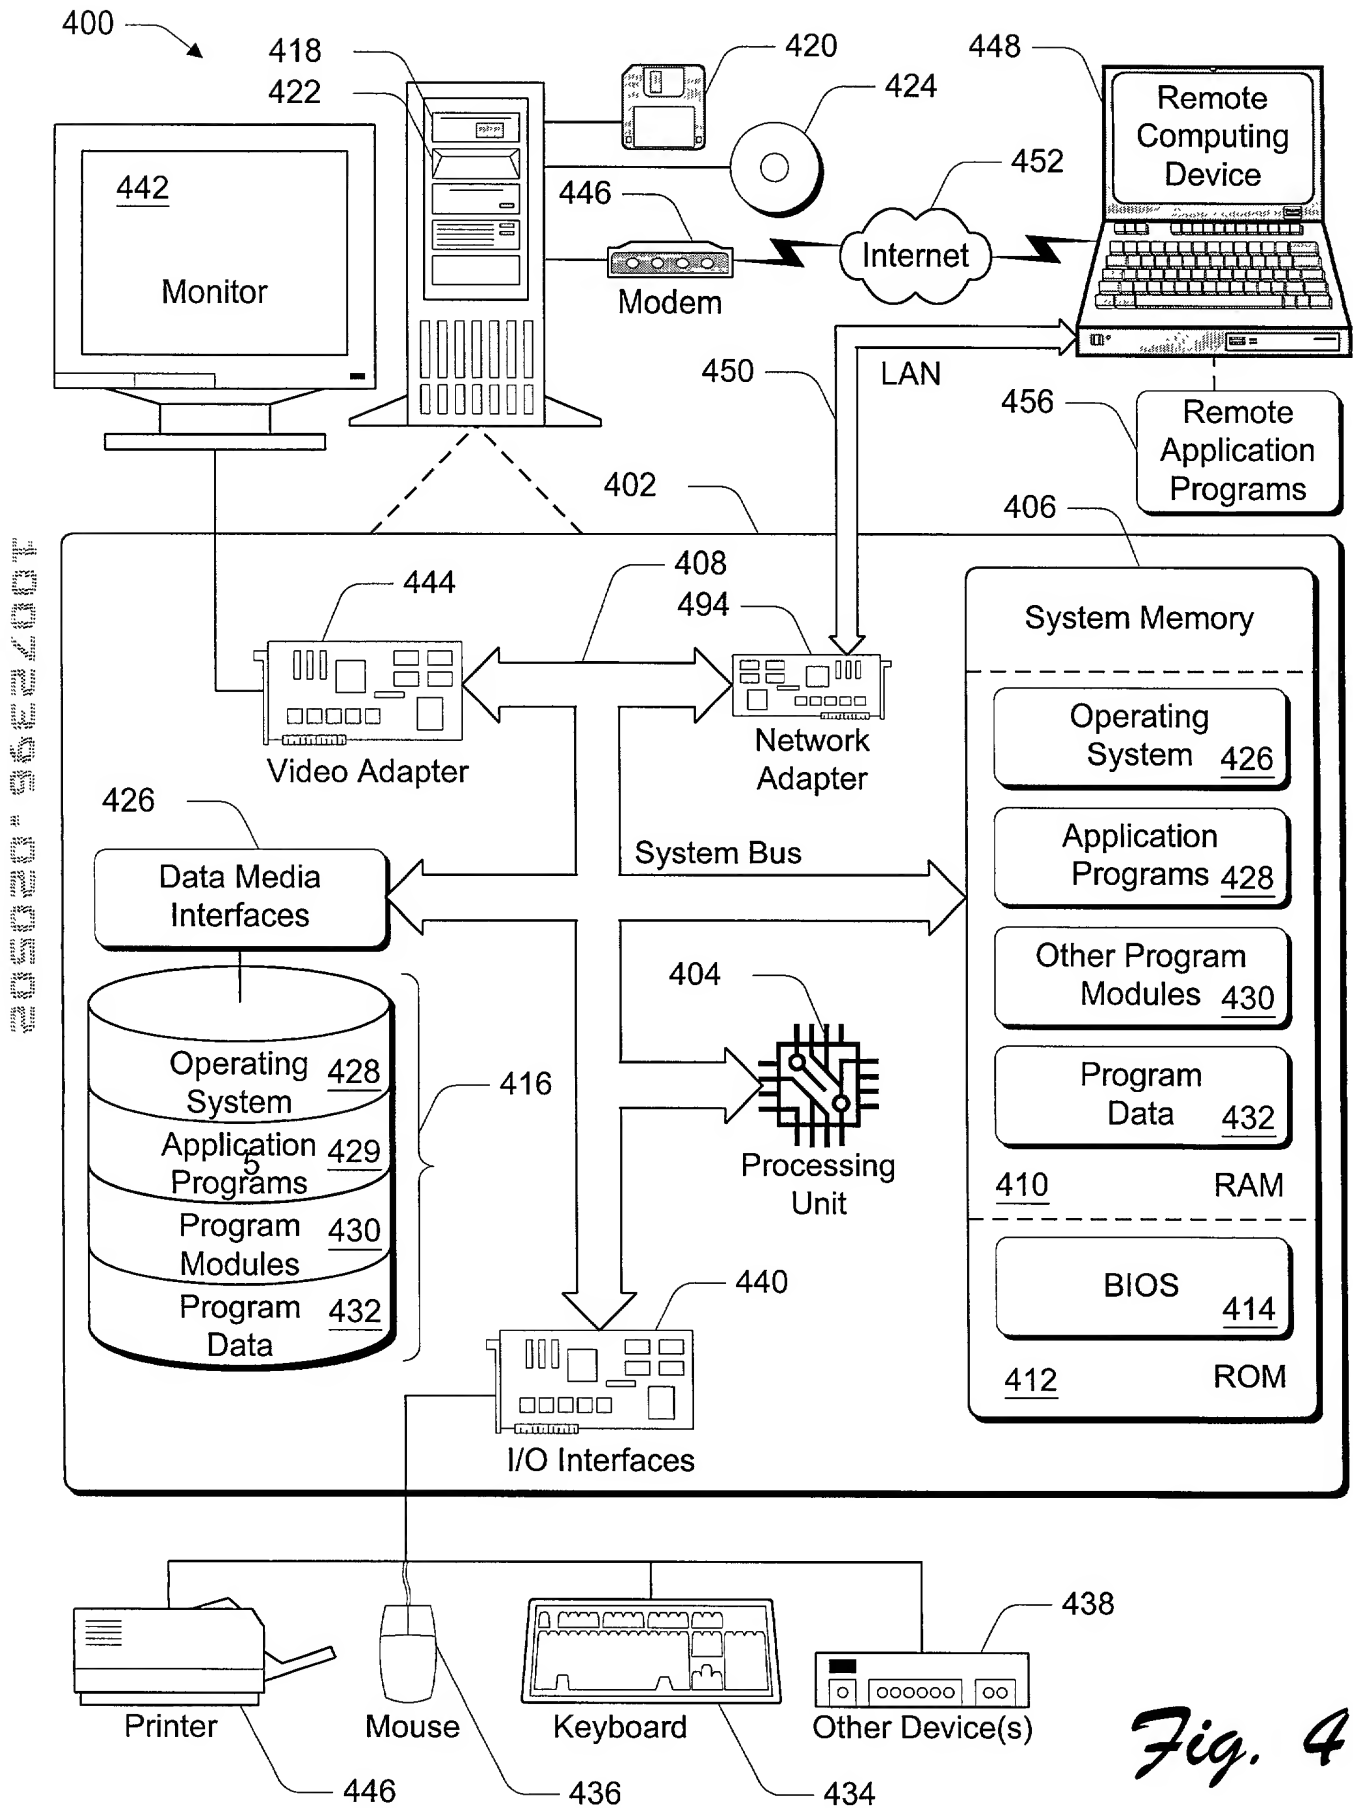 400
418
420
448
422
424
Remote
Computing
Device
452
442
446
Internet
Monitor
Modem
LAN
450
456
Remote
Application
Programs
402
406
408
444
494
System Memory
Operating
System 426
Network
Adapter
Video Adapter
426
Application
Programs 428
System Bus
Data Media
Interfaces
Other Program
Modules 430
404
Operating
System 428
416
Program
Data 432
Application
5
Programs 429
Processing
Unit
410 RAM
Program
Modules 430
440
BIOS
414
Program
Data 432
412 ROM
I/O Interfaces
438
Printer
Mouse
Keyboard
Other Device(s)
446
436
434
Fig. 4
10072395.020502